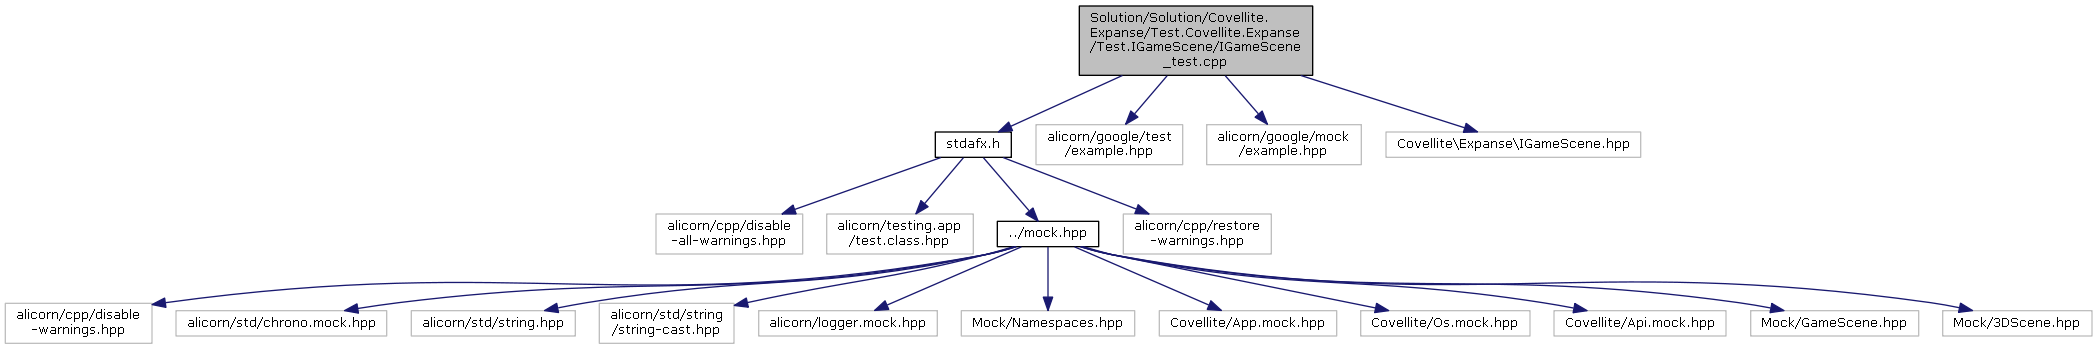 Solution/Solution/Covellite.
Expanse/Test.Covellite.Expanse
/Test.IGameScene/IGameScene
_test.cpp
stdafx.h
alicorn/google/test
/example.hpp
alicorn/google/mock
/example.hpp
Covellite\Expanse\IGameScene.hpp
alicorn/cpp/disable
-all-warnings.hpp
alicorn/testing.app
/test.class.hpp
../mock.hpp
alicorn/cpp/restore
-warnings.hpp
alicorn/cpp/disable
-warnings.hpp
alicorn/std/chrono.mock.hpp
alicorn/std/string.hpp
alicorn/std/string
/string-cast.hpp
alicorn/logger.mock.hpp
Mock/Namespaces.hpp
Covellite/App.mock.hpp
Covellite/Os.mock.hpp
Covellite/Api.mock.hpp
Mock/GameScene.hpp
Mock/3DScene.hpp